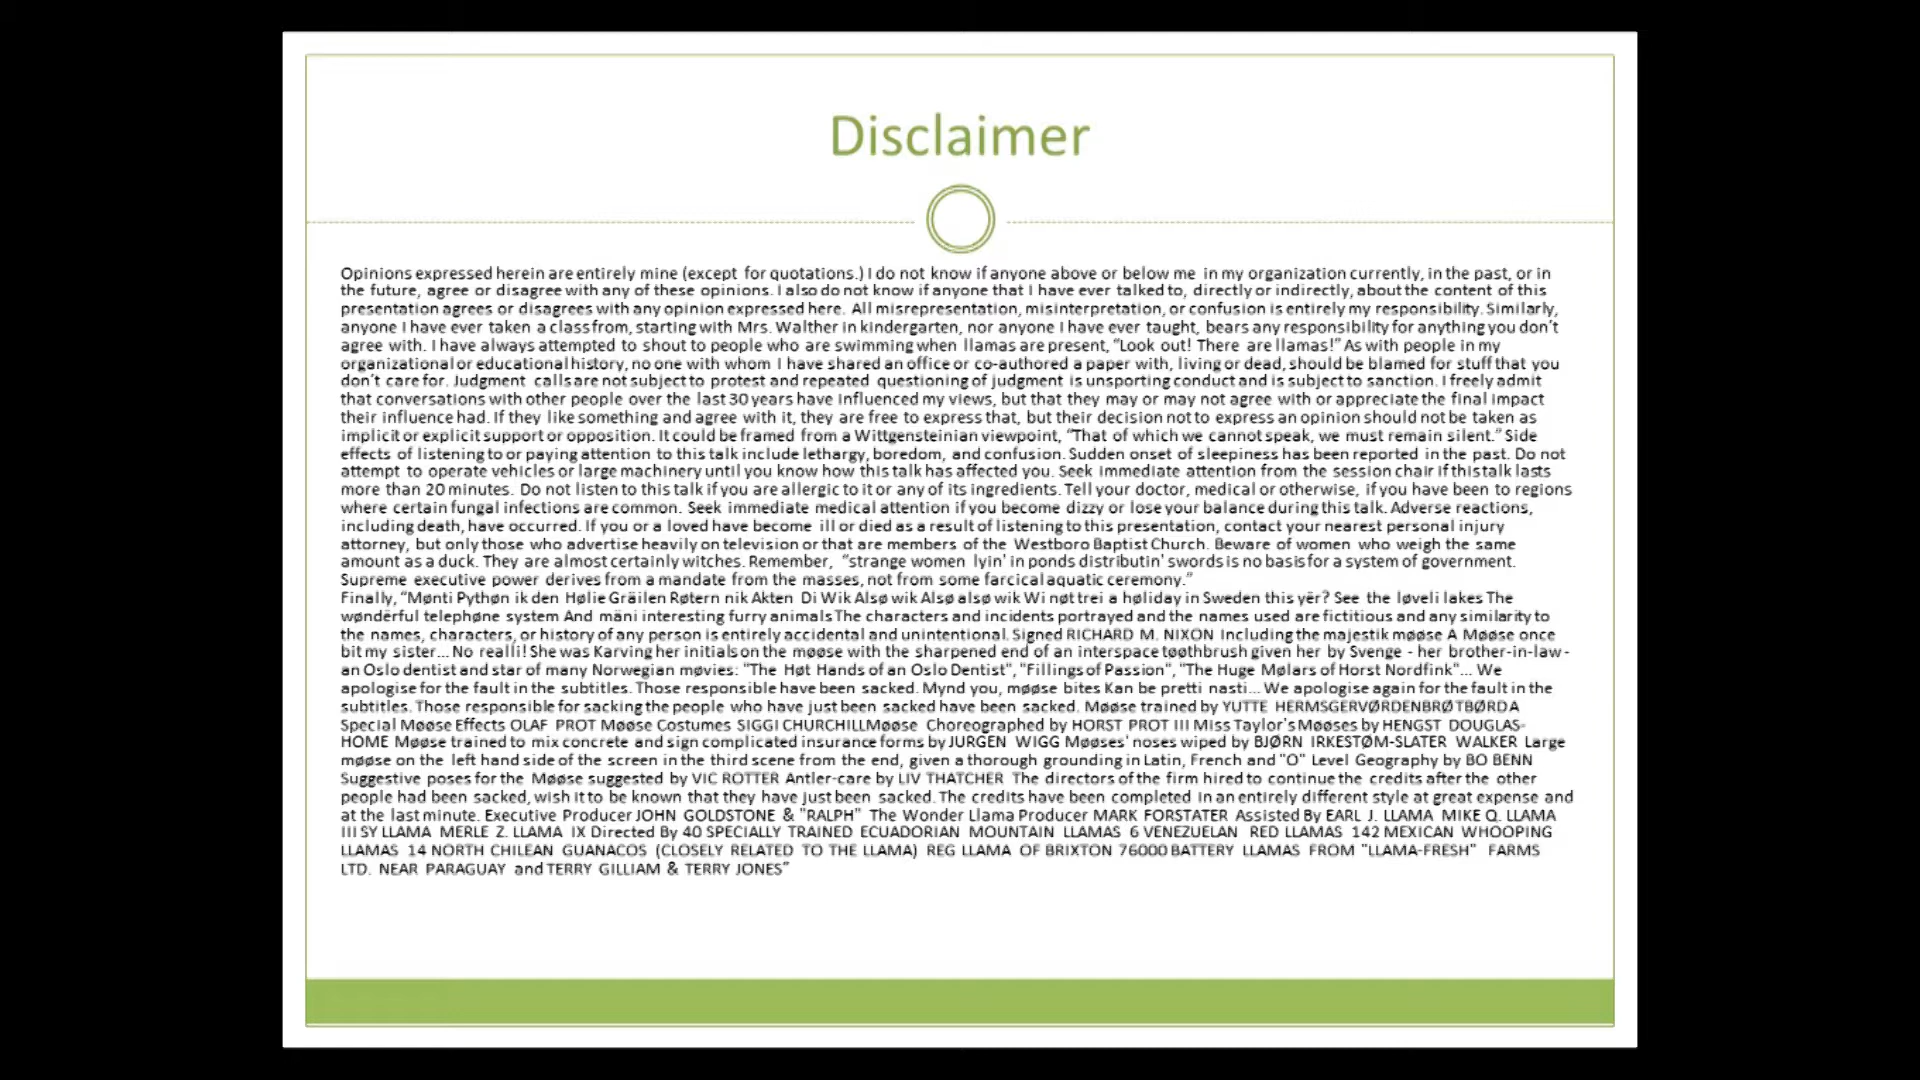 Disclaimer
Opinions expressed herein are entirely mine (except for quotations.) I do not know if anyone above or below me in my organization currently, in the past, or in
the future, agree or disagree with any of these opinions. I also do not know if anyone that I have ever talked to, directly or indirectly, about the content of this
presentation agrees or disagrees with any opinion expressed here. All misrepresentation, misinterpretation, or confusion is entirely my responsibility. Similarly,
anyone I have ever taken a class from, starting with Mrs. Walther in kindergarten, nor anyone I have ever taught, bears any responsibility for anything you don't
agree with. I have always attempted to shout to people who are swimming when llamas are present, “Look out! There are llamas!” As with people in my
organizational or educational history, no one with whom I have shared an office or co-authored a paper with, living or dead, should be blamed for stuff that you
don't care for. Judgment calls are not subject to protest and repeated questioning of judgment is unsporting conduct and is subject to sanction. I freely admit
that conversations with other people over the last 30 years have influenced my views, but that they may or may not agree with or appreciate the final impact
their influence had. If they like something and agree with it, they are free to express that, but their decision not to express an opinion should not be taken as
implicit or explicit support or opposition. It could be framed from a Wittgensteinian viewpoint, “That of which we cannot speak, we must remain silent.” Side
effects of listening to or paying attention to this talk include lethargy, boredom, and confusion. Sudden onset of sleepiness has been reported in the past. Do not
attempt to operate vehicles or large machinery until you know how this talk has affected you. Seek immediate attention from the session chair if this talk lasts
more than 20 minutes. Do not listen to this talk if you are allergic to it or any of its ingredients. Tell your doctor, medical or otherwise, if you have been to regions
where certain fungal infections are common. Seek immediate medical attention if you become dizzy or lose your balance during this talk. Adverse reactions,
including death, have occurred. If you or a loved have become ill or died as a result of listening to this presentation, contact your nearest personal injury
attorney, but only those who advertise heavily on television or that are members of the Westboro Baptist Church. Beware of women who weigh the same
amount as a duck. They are almost certainly witches. Remember, “strange women lyin' in ponds distributin' swords is no basis for a system of government.
Supreme executive power derives from a mandate from the masses, not from some farcical aquatic ceremony.”
Finally, “Mønti Pythøn ik den Hølie Gräilen Røtern nik Akten Di Wik Alsø wik Alsø alsø wik Wi nøt trei a høliday in Sweden this yër? See the løveli lakes The
wøndërful telephøne system And mäni interesting furry animals The characters and incidents portrayed and the names used are fictitious and any similarity to
the names, characters, or history of any person is entirely accidental and unintentional. Signed RICHARD M. NIXON Including the majestik møøse A Møøse once
bit my sister... No realli! She was Karving her initials on the møøse with the sharpened end of an interspace tøøthbrush given her by Svenge - her brother-in-law -
an Oslo dentist and star of many Norwegian møvies: "The Høt Hands of an Oslo Dentist", "Fillings of Passion", "The Huge Mølars of Horst Nordfink"... We
apologise for the fault in the subtitles. Those responsible have been sacked. Mynd you, møøse bites Kan be pretti nasti... We apologise again for the fault in the
subtitles. Those responsible for sacking the people who have just been sacked have been sacked. Møøse trained by YUTTE HERMSGERVØRDENBRØTBØRDA
Special Møøse Effects OLAF PROT Møøse Costumes SIGGI CHURCHILLMøøse Choreographed by HORST PROT III Miss Taylor's Møøses by HENGST DOUGLAS-
HOME Møøse trained to mix concrete and sign complicated insurance forms by JURGEN WIGG Møøses' noses wiped by BJØRN IRKESTØM-SLATER WALKER Large
møøse on the left hand side of the screen in the third scene from the end, given a thorough grounding in Latin, French and "O" Level Geography by BO BENN
Suggestive poses for the Møøse suggested by VIC ROTTER Antler-care by LIV THATCHER The directors of the firm hired to continue the credits after the other
people had been sacked, wish it to be known that they have just been sacked. The credits have been completed in an entirely different style at great expense and
at the last minute. Executive Producer JOHN GOLDSTONE & "RALPH" The Wonder Llama Producer MARK FORSTATER Assisted By EARL J. LLAMA MIKE Q. LLAMA
III SY LLAMA MERLE Z. LLAMA IX Directed By 40 SPECIALLY TRAINED ECUADORIAN MOUNTAIN LLAMAS 6 VENEZUELAN RED LLAMAS 142 MEXICAN WHOOPING
LLAMAS 14 NORTH CHILEAN GUANACOS (CLOSELY RELATED TO THE LLAMA) REG LLAMA OF BRIXTON 76000 BATTERY LLAMAS FROM "LLAMA-FRESH" FARMS
LTD. NEAR PARAGUAY and TERRY GILLIAM & TERRY JONES”